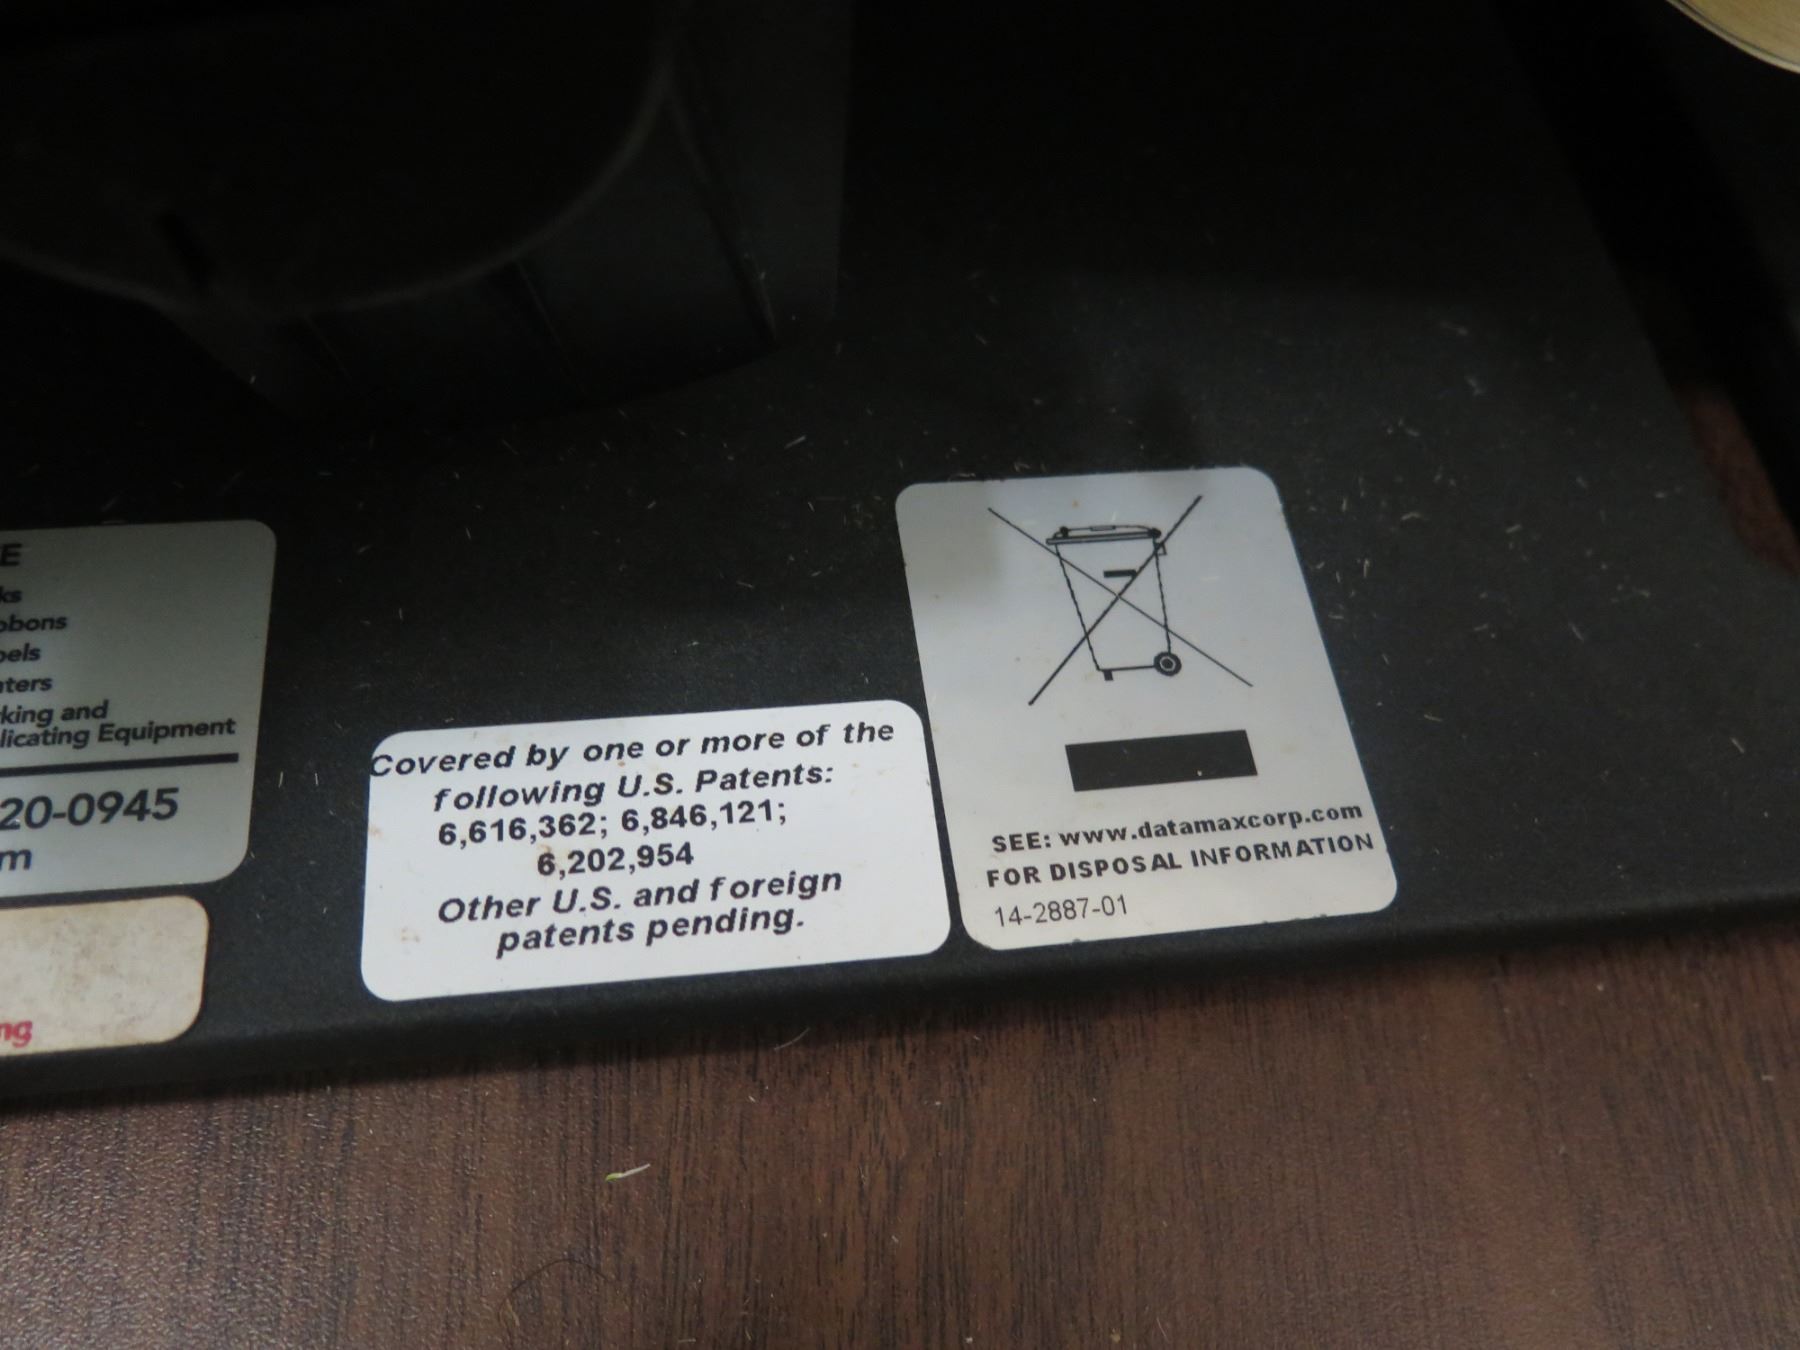 E
ks
bbons
bels
nters
king and
licating Equipment
20-0945
m
ng
Covered by one or more of the
following U.S. Patents:
6,616,362; 6,846,121;
6,202,954
Other U.S. and foreign
patents pending.
SEE: www.datamaxcorp.com
FOR DISPOSAL INFORMATION
14-2887-01